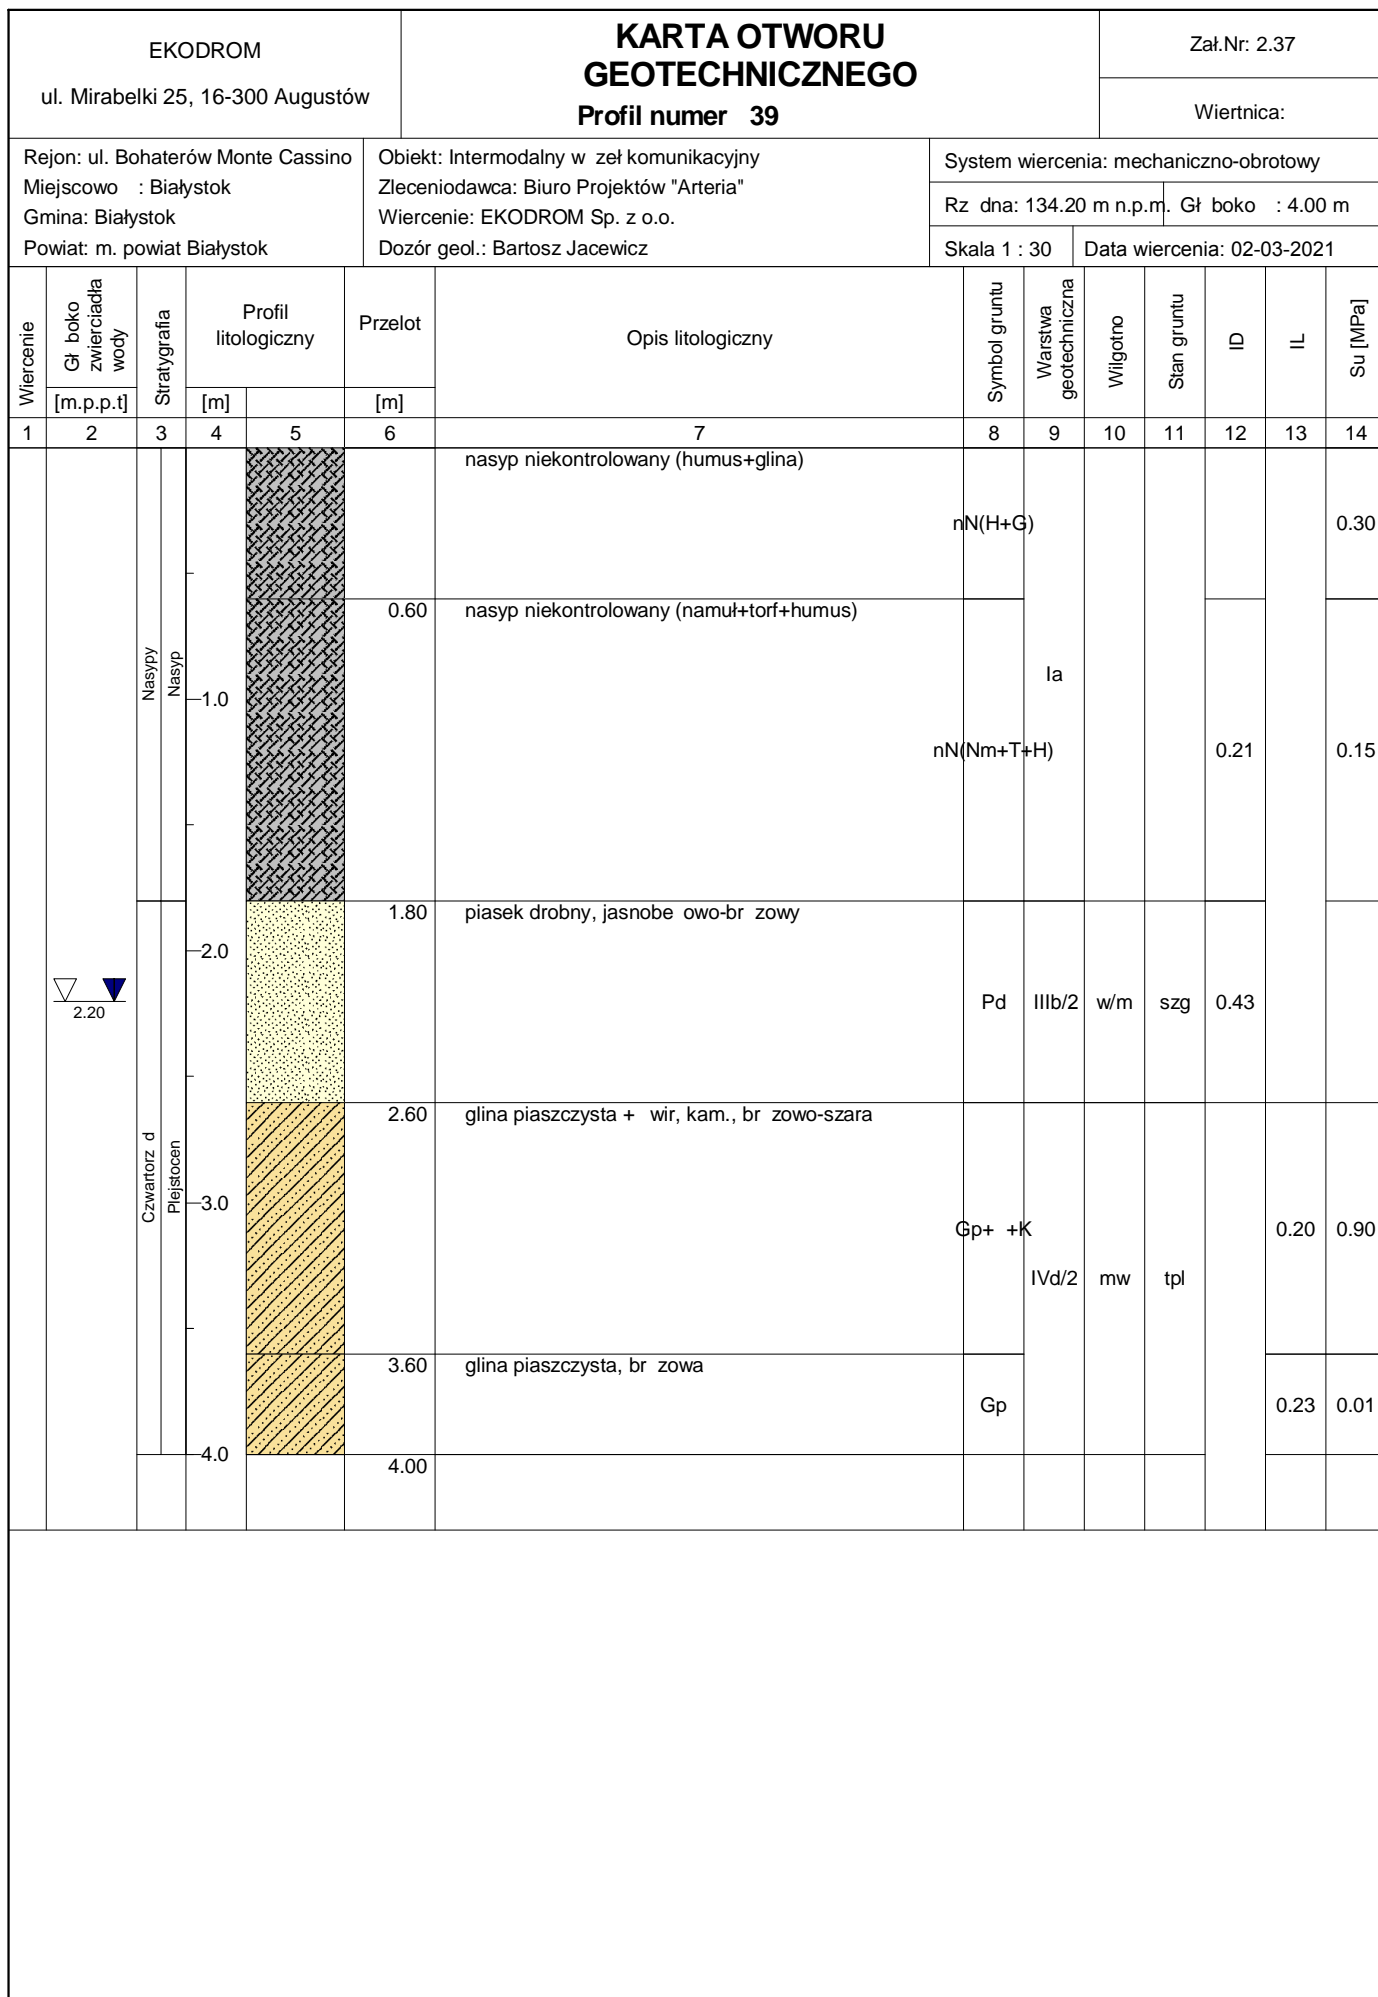 EKODROM
ul. Mirabelki 25, 16-300 Augustów
KARTA OTWORU
GEOTECHNICZNEGO
Profil numer 39
Zał.Nr: 2.37
Wiertnica:
Rejon: ul. Bohaterów Monte Cassino
Miejscowo : Białystok
Gmina: Białystok
Powiat: m. powiat Białystok
Obiekt: Intermodalny w zeł komunikacyjny
Zleceniodawca: Biuro Projektów "Arteria"
Wiercenie: EKODROM Sp. z o.o.
Dozór geol.: Bartosz Jacewicz
System wiercenia: mechaniczno-obrotowy
Rz dna: 134.20 m n.p.m. Gł boko : 4.00 m
Skala 1 : 30 Data wiercenia: 02-03-2021
Wiercenie
Gł boko
zwierciadła
wody
[m.p.p.t]
Stratygrafia
Profil
litologiczny
[m]
Przelot
[m]
Opis litologiczny
Symbol gruntu
Warstwa
geotechniczna
Wilgotno
Stan gruntu
ID
IL
Su [MPa]
1 2 3 4 5 6 7 8 9 10 11 12 13 14
nasyp niekontrolowany (humus+glina)
nN(H+G) 0.30
0.60 nasyp niekontrolowany (namuł+torf+humus)
Nasypy
Nasyp
Ia
1.0
nN(Nm+T+H) 0.21 0.15
1.80 piasek drobny, jasnobe owo-br zowy
2.0
2.20
Pd IIIb/2 w/m szg 0.43
2.60 glina piaszczysta + wir, kam., br zowo-szara
Czwartorz d
Plejstocen
3.0
Gp+ +K 0.20 0.90
IVd/2 mw tpl
3.60 glina piaszczysta, br zowa
Gp 0.23 0.01
4.0
4.00